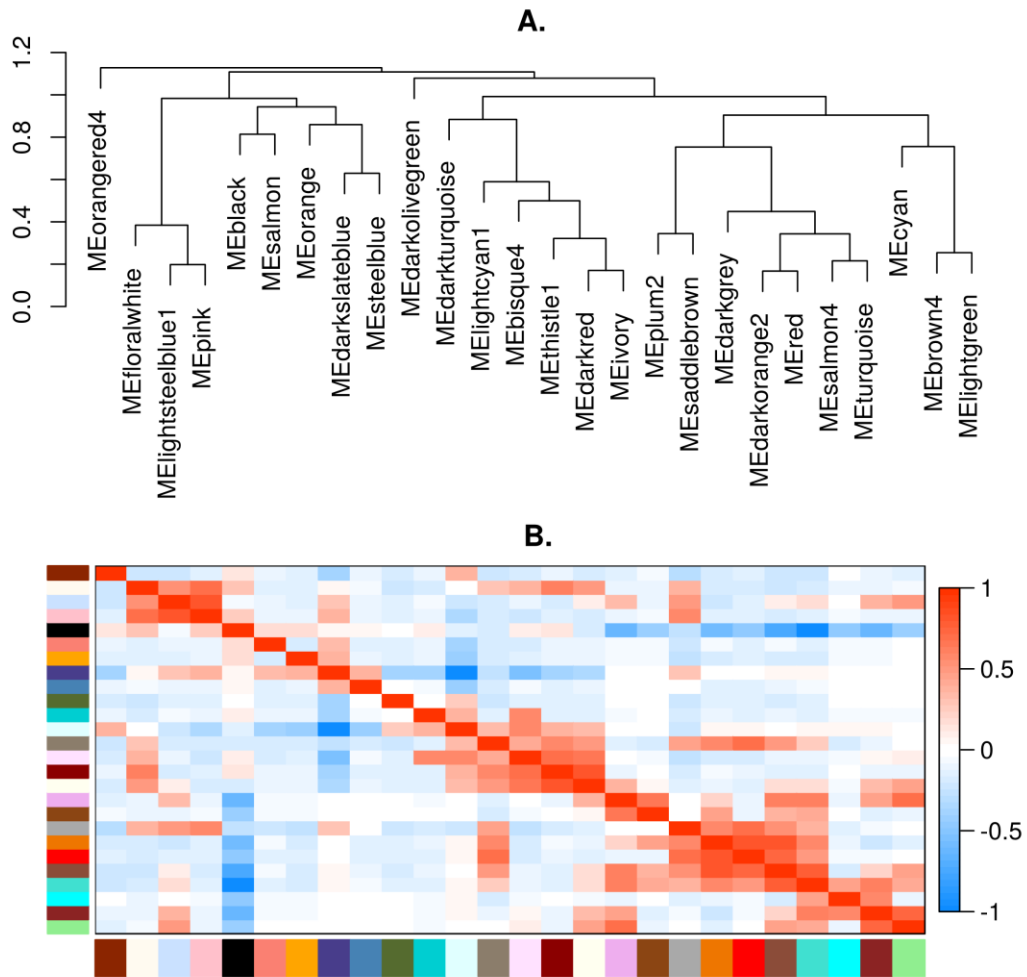 A.
1.2
0.8
0.4
0.0
MEorangered4
MEfloralwhite
MElightsteelblue1
MEpink
MEblack
MEsalmon
MEorange
MEdarkslateblue
MEsteelblue
MEdarkolivegreen
MEdarkturquoise
MElightcyan1
MEbisque4
MEthistle1
MEdarkred
MEivory
MEplum2
MEsaddlebrown
MEdarkgrey
MEdarkorange2
MEred
MEsalmon4
MEturquoise
MEcyan
MEbrown4
MElightgreen
B.
1
0.5
0
-0.5
-1